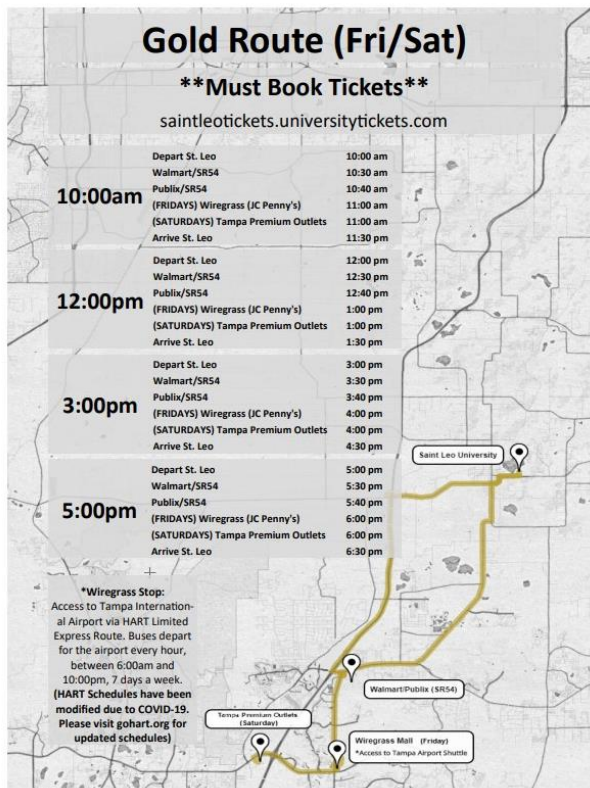 Gold Route (Fri/Sat)
**Must Book Tickets**
saintleotickets.universitytickets.com
10:00am
Depart St. Leo 10:00 am
Walmart/SR54 10:30 am
Publix/SR54 10:40 am
(FRIDAYS) Wiregrass (JC Penny's) 11:00 am
(SATURDAYS) Tampa Premium Outlets 11:00 am
Arrive St. Leo 11:30 pm
12:00pm
Depart St. Leo 12:00 pm
Walmart/SR54 12:30 pm
Publix/SR54 12:40 pm
(FRIDAYS) Wiregrass (JC Penny's) 1:00 pm
(SATURDAYS) Tampa Premium Outlets 1:00 pm
Arrive St. Leo 1:30 pm
3:00pm
Depart St. Leo 3:00 pm
Walmart/SR54 3:30 pm
Publix/SR54 3:40 pm
(FRIDAYS) Wiregrass (JC Penny's) 4:00 pm
(SATURDAYS) Tampa Premium Outlets 4:00 pm
Arrive St. Leo 4:30 pm
5:00pm
Depart St. Leo 5:00 pm
Walmart/SR54 5:30 pm
Publix/SR54 5:40 pm
(FRIDAYS) Wiregrass (JC Penny's) 6:00 pm
(SATURDAYS) Tampa Premium Outlets 6:00 pm
Arrive St. Leo 6:30 pm
*Wiregrass Stop:
Access to Tampa Internation-
al Airport via HART Limited
Express Route. Buses depart
for the airport every hour,
between 6:00am and
10:00pm, 7 days a week.
(HART Schedules have been
modified due to COVID-19.
Please visit gohart.org for
updated schedules)
Saint Leo University
Walmart/Publix (SR54)
Tampa Premium Outlets
(Saturday)
Wiregrass Mall (Friday)
*Access to Tampa Airport Shuttle